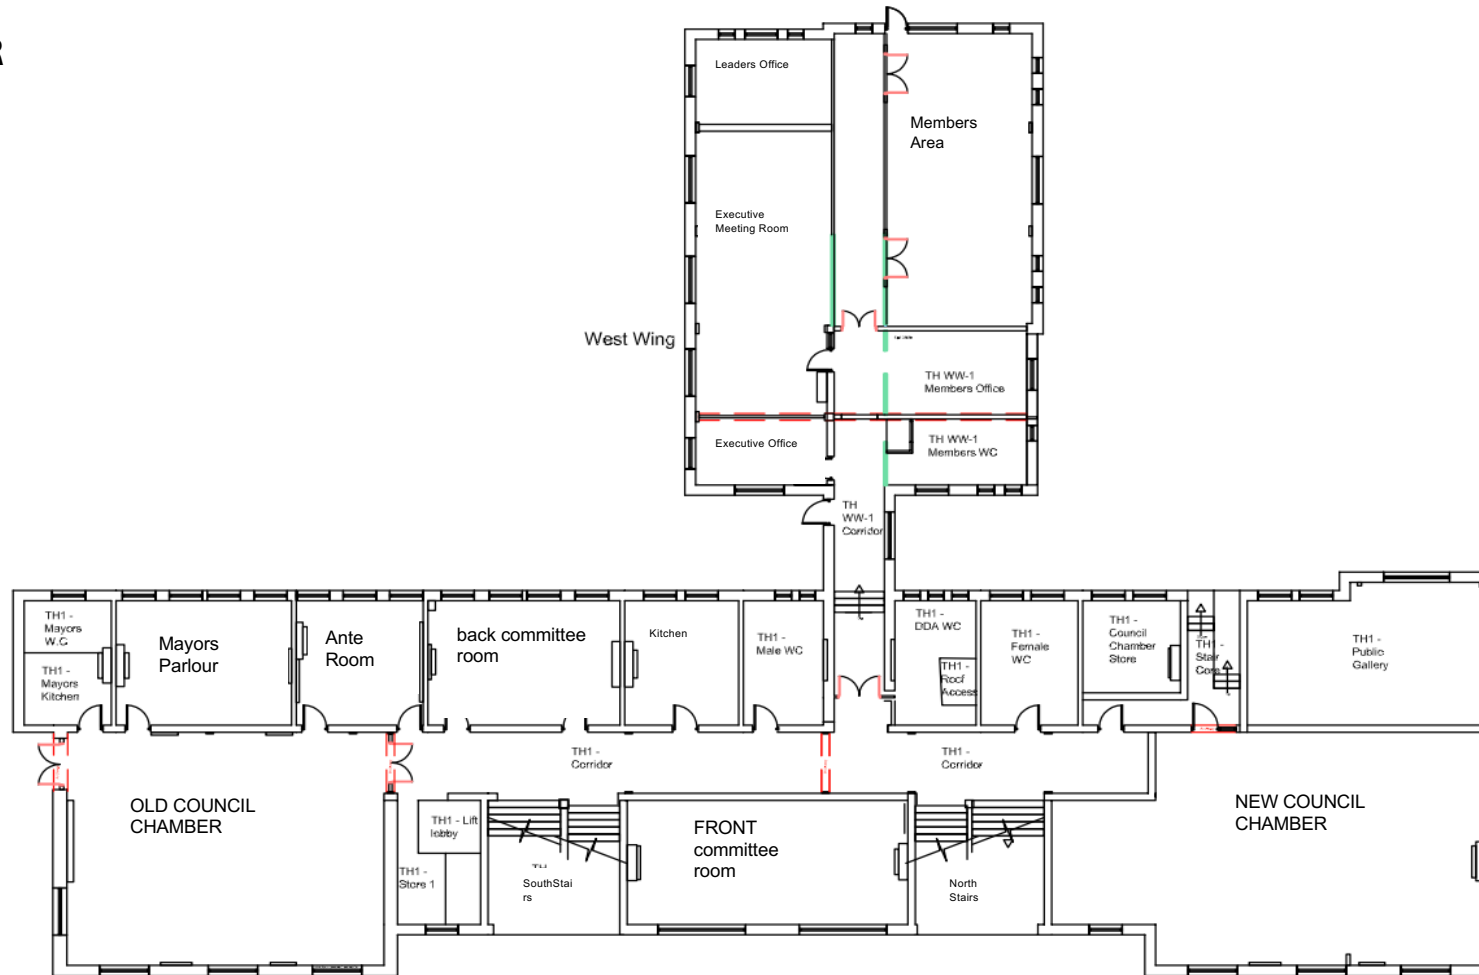 R
Leaders Office
Members
Area
Executive
Meeting Room
West Wing
TH WW-1
Members Office
Executive Office
TH WW-1
Members WC
TH
WW-1
Corridor
TH1 -
Mayors
W.C
TH1 -
Mayors
Kitchen
Mayors
Parlour
Ante
Room
back committee
room
Kitchen
TH1 -
Male WC
TH1 -
DDA WC
TH1 -
Roof
Access
TH1 -
Female
WC
TH1 -
Council
Chamber
Store
TH1 -
Stair
Core
TH1 -
Public
Gallery
TH1 -
Corridor
TH1 -
Corridor
OLD COUNCIL
CHAMBER
TH1 - Lift
lobby
TH1 -
Store 1
TH
SouthStai
rs
FRONT
committee
room
North
Stairs
NEW COUNCIL
CHAMBER